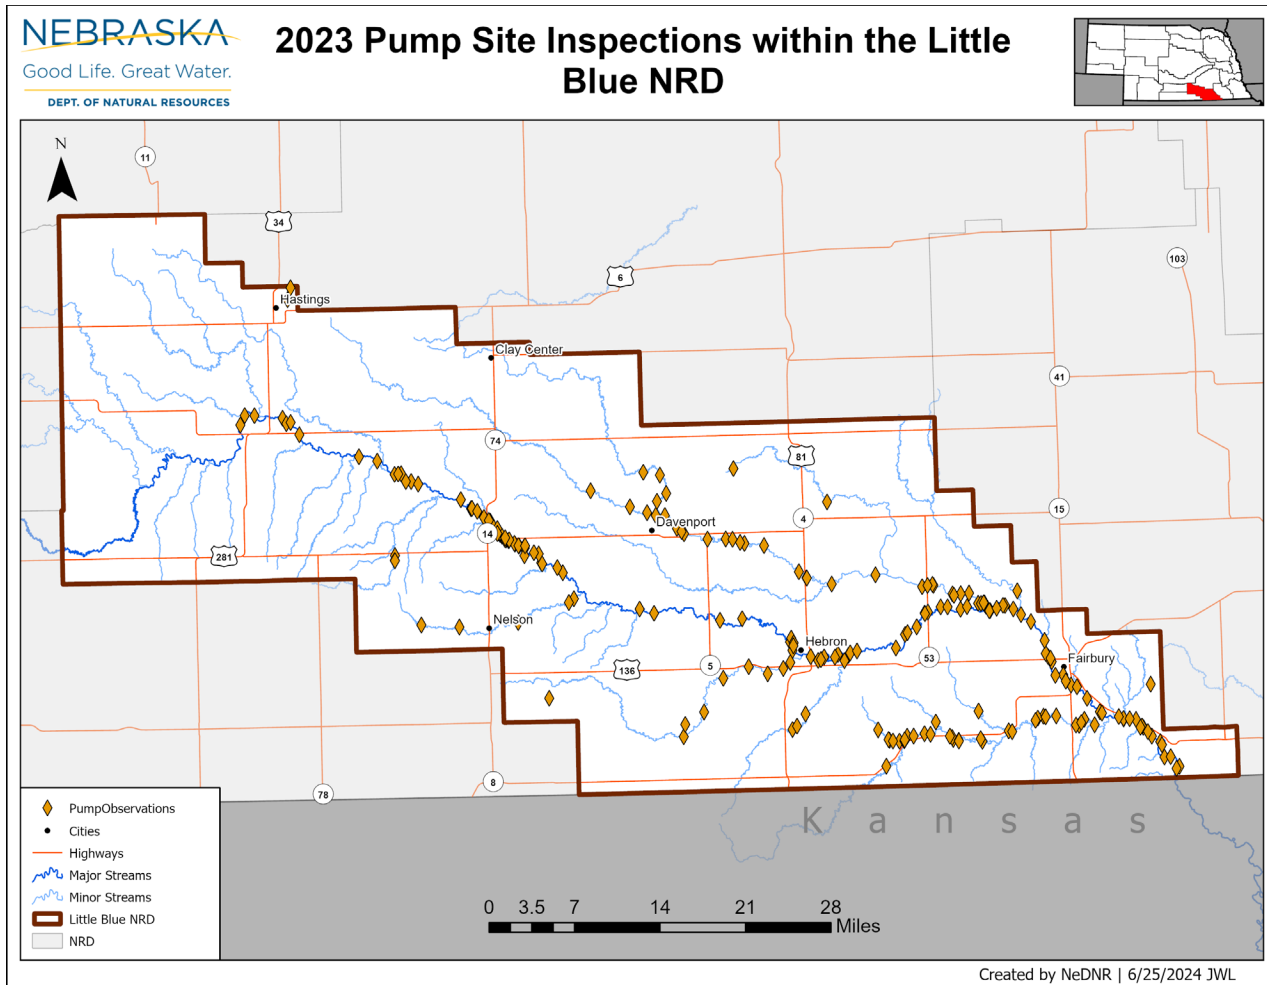 NEBRASKA
Good Life. Great Water.
DEPT. OF NATURAL RESOURCES
2023 Pump Site Inspections within the Little
Blue NRD
N
11
34
6
103
Hastings
Clay Center
41
74
81
15
4
Davenport
14
281
Nelson
Hebron
136
5
53
Fairbury
8
78
Kansas
PumpObservations
Cities
Highways
Major Streams
Minor Streams
Little Blue NRD
NRD
0 3.5 7 14 21 28
Miles
Created by NeDNR | 6/25/2024 JWL